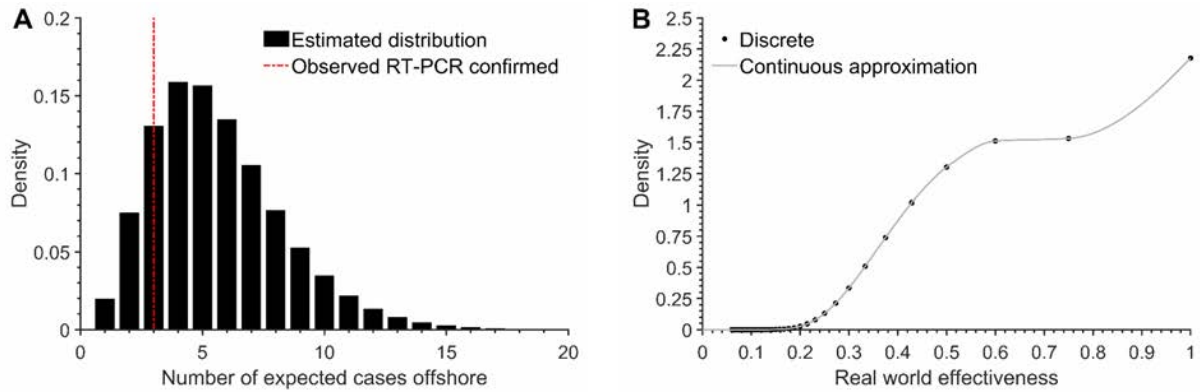 A
0.2
0.15
0.1
0.05
0
Density
Estimated distribution
Observed RT-PCR confirmed
0 5 10 15 20
Number of expected cases offshore
B
2.5
2.25
2
1.75
1.5
1.25
1
0.75
0.5
0.25
0
Density
Discrete
Continuous approximation
0 0.1 0.2 0.3 0.4 0.5 0.6 0.7 0.8 0.9 1
Real world effectiveness